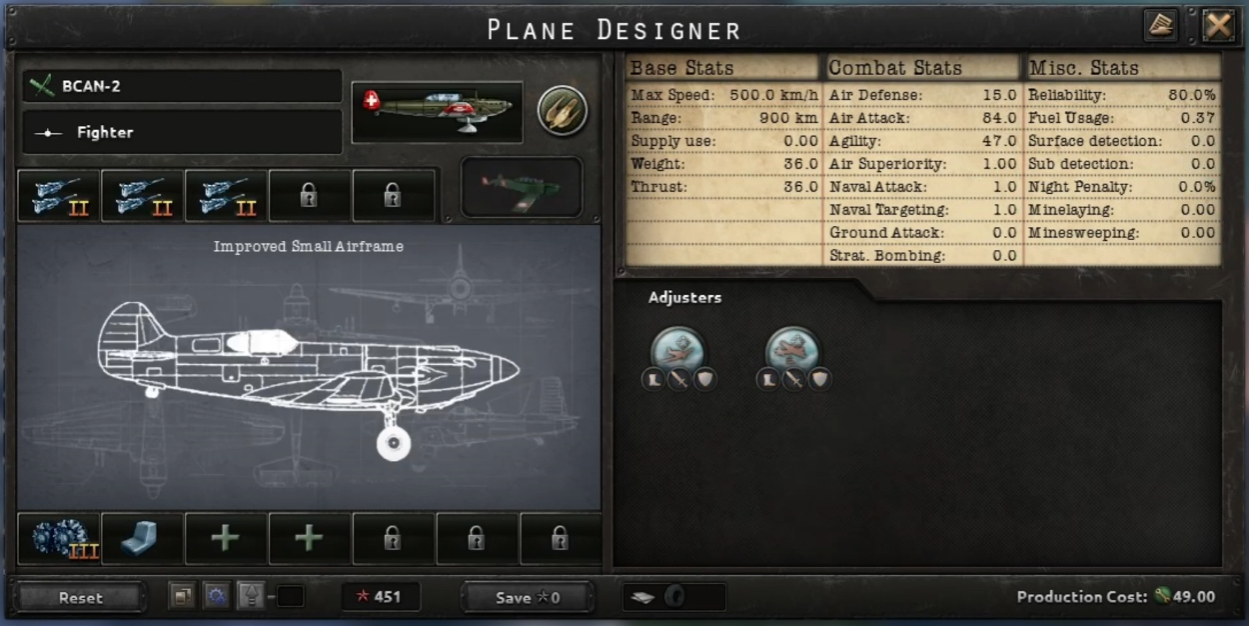 PLANE DESIGNER
BCAN-2
Fighter
II
II
II
Improved Small Airframe
III
Reset
451
Save 0
Base Stats
Max Speed: 500.0 km/h
Range: 900 km
Supply use: 0.00
Weight: 36.0
Thrust: 36.0
Combat Stats
Air Defense: 15.0
Air Attack: 84.0
Agility: 47.0
Air Superiority: 1.00
Naval Attack: 1.0
Naval Targeting: 1.0
Ground Attack: 0.0
Strat. Bombing: 0.0
Misc. Stats
Reliability: 80.0%
Fuel Usage: 0.37
Surface detection: 0.0
Sub detection: 0.0
Night Penalty: 0.0%
Minelaying: 0.00
Minesweeping: 0.00
Adjusters
Production Cost: 49.00